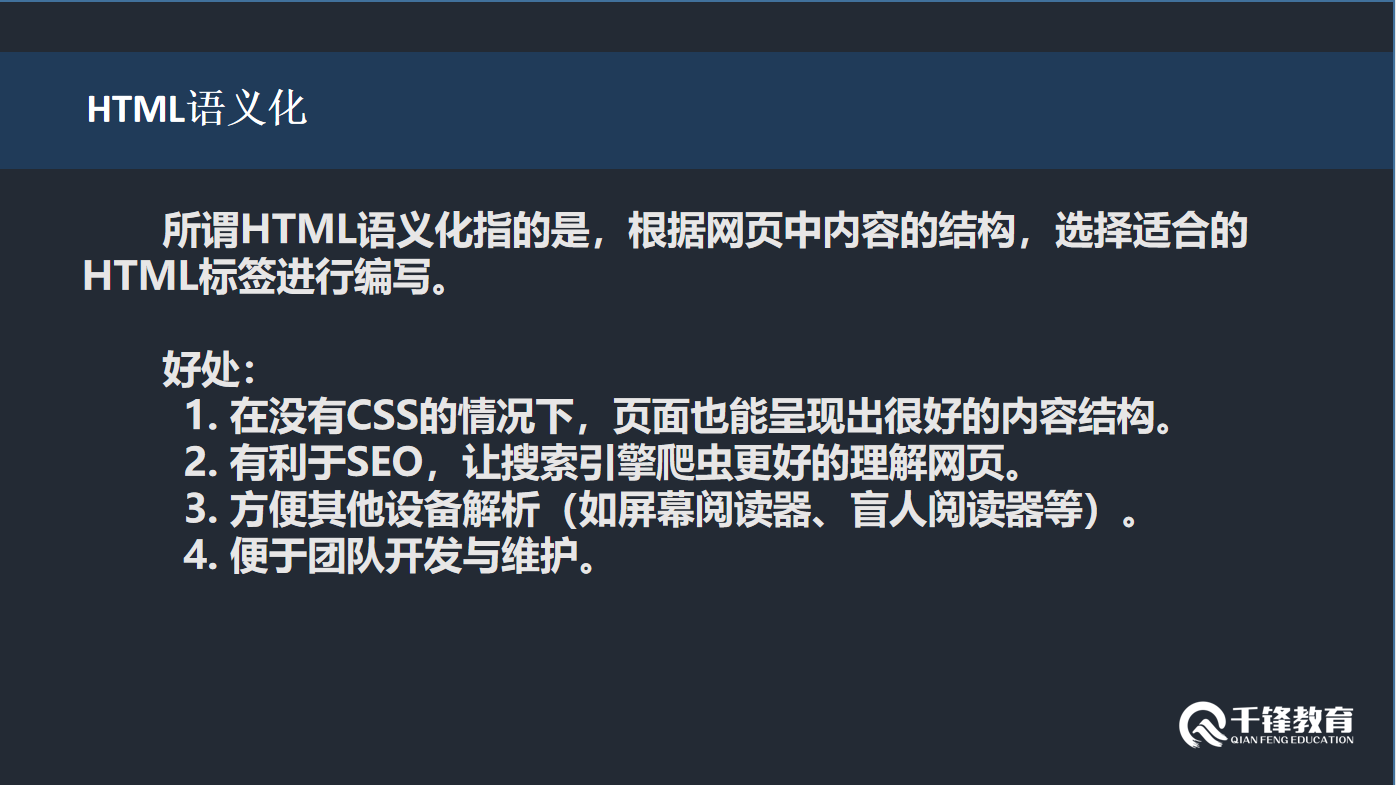 HTML语义化
所谓HTML语义化指的是，根据网页中内容的结构，选择适合的
HTML标签进行编写。
好处：
1. 在没有CSS的情况下，页面也能呈现出很好的内容结构。
2. 有利于SEO，让搜索引擎爬虫更好的理解网页。
3. 方便其他设备解析（如屏幕阅读器、盲人阅读器等）。
4. 便于团队开发与维护。
千锋教育
QIAN FENG EDUCATION